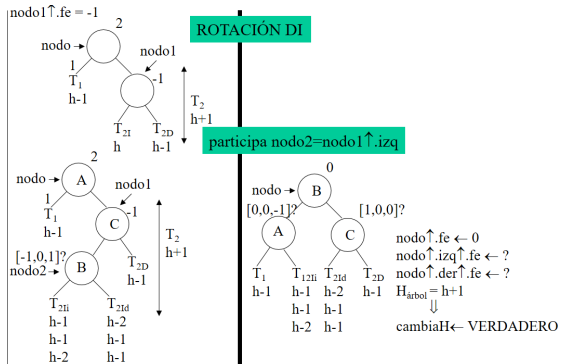 nodo1↑.fe = -1
ROTACIÓN DI
2
nodo
nodo1
1
T1
h-1
-1
T2
h+1
T2I
h
T2D
h-1
participa nodo2=nodo1↑.izq
2
nodo
A
nodo1
1
T1
h-1
C
-1
T2
h+1
[-1,0,1]?
nodo2
B
T2D
h-1
T2Ii
h-1
h-1
h-2
T2Id
h-2
h-1
h-1
0
nodo
B
[0,0,-1]?
[1,0,0]?
A
C
T1
h-1
T12Ii
h-1
h-1
h-2
T2Id
h-2
h-1
h-1
T2D
h-1
nodo↑.fe ← 0
nodo↑.izq↑.fe ← ?
nodo↑.der↑.fe ← ?
Hárbol = h+1
⇓
cambiaH← VERDADERO